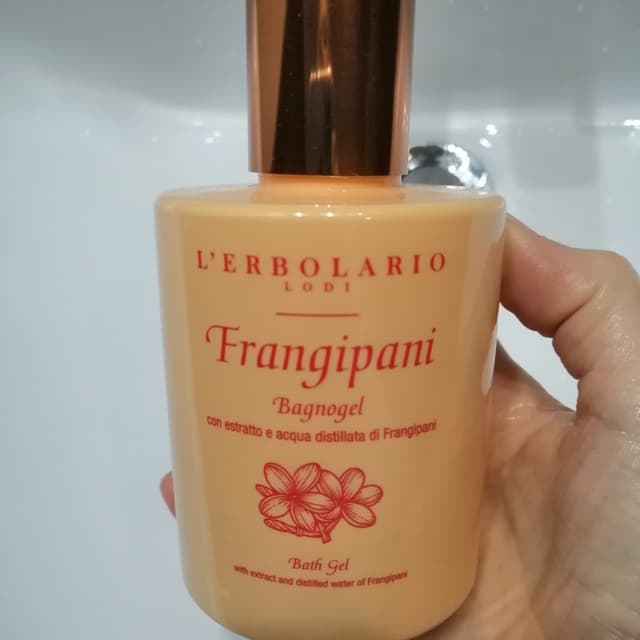 L'ERBOLARIO
LODI
Frangipani
Bagnogel
con estratto e acqua distillata di Frangipani
Bath Gel
with extract and distilled water of Frangipani